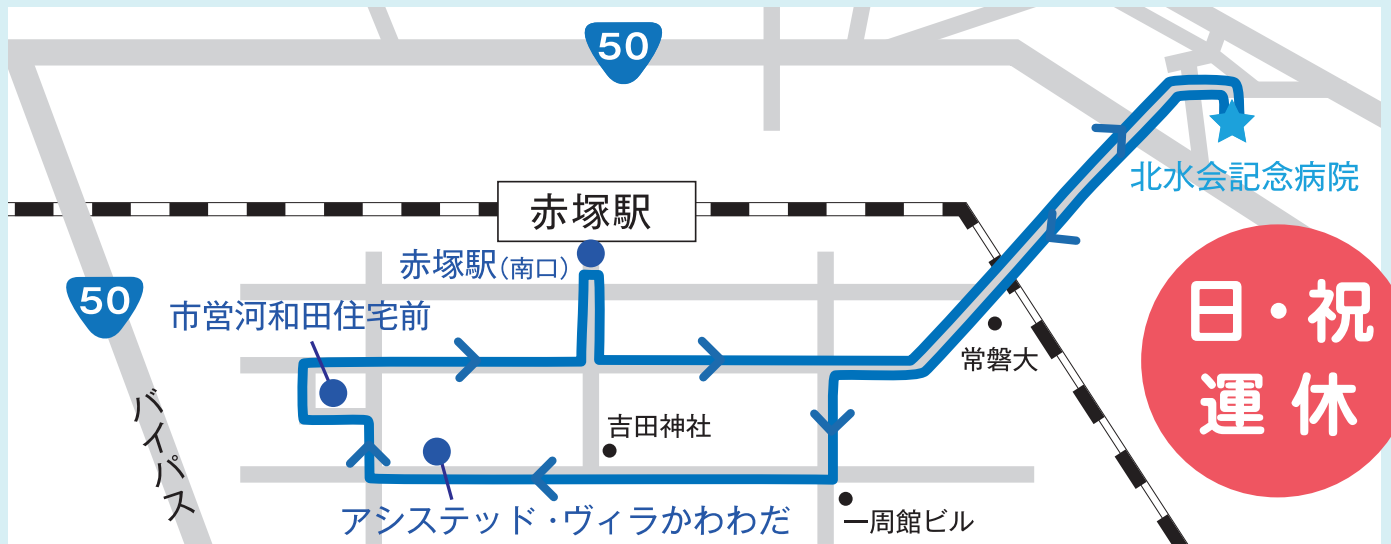 50
北水会記念病院
赤塚駅
赤塚駅(南口)
日・祝
運休
50
市営河和田住宅前
常磐大
バイパス
吉田神社
アシステッド・ヴィラかわわだ
一周館ビル